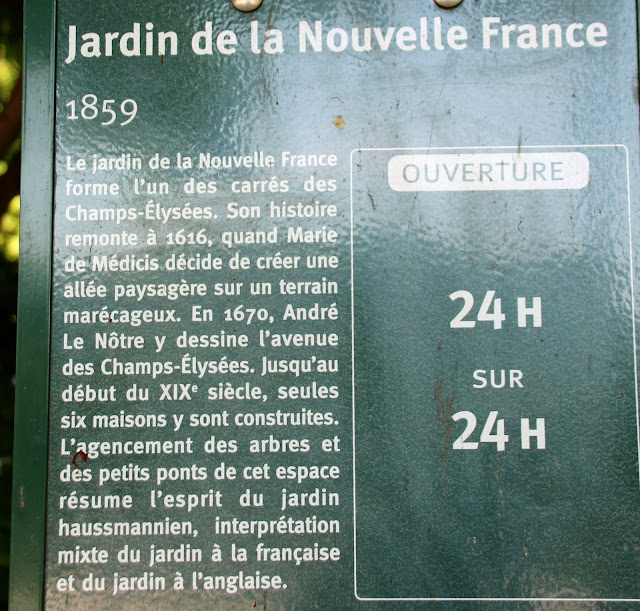 Jardin de la Nouvelle France
1859
Le jardin de la Nouvelle France
forme l'un des carrés des
Champs-Élysées. Son histoire
remonte à 1616, quand Marie
de Médicis décide de créer une
allée paysagère sur un terrain
marécageux. En 1670, André
Le Nôtre y dessine l'avenue
des Champs-Élysées. Jusqu'au
début du XIXe siècle, seules
six maisons y sont construites.
L'agencement des arbres et
des petits ponts de cet espace
résume l'esprit du jardin
haussmannien, interprétation
mixte du jardin à la française
et du jardin à l'anglaise.
OUVERTURE
24 H
SUR
24 H